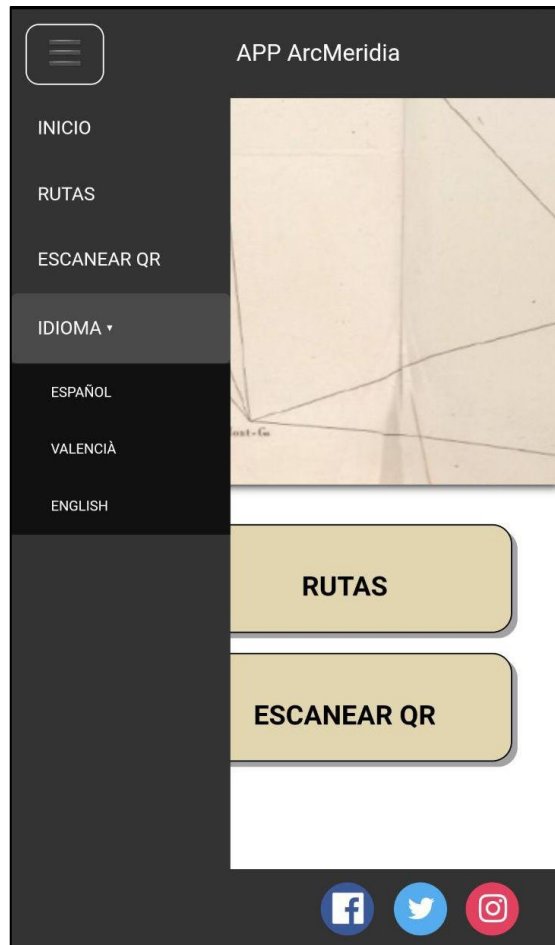 APP ArcMeridia
INICIO
RUTAS
ESCANEAR QR
IDIOMA ▾
ESPAÑOL
VALENCIÀ
ENGLISH
RUTAS
ESCANEAR QR